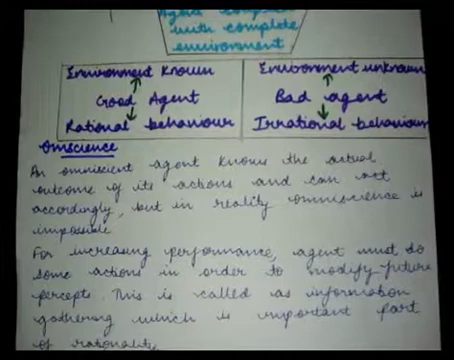 with complete
environment
Environment Known
Good Agent
Rational behaviour
Environment unknown
Bad agent
Irrational behaviour
omscience
An omniscient agent knows the actual
outcome of its actions and can act
accordingly, but in reality omniscience is
impossible
For increasing performance, agent must do
some actions in order to modify future
percepts. This is called as information
gathering which is important part
of rationality